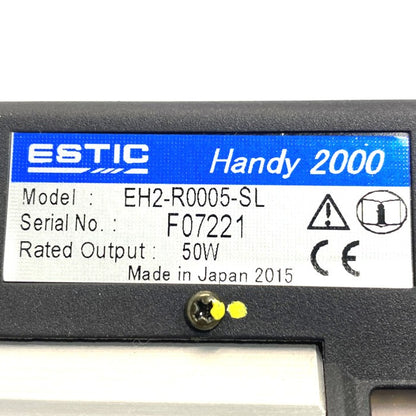 ESTIC Handy 2000
Model : EH2-R0005-SL
Serial No. : F07221
Rated Output : 50W
CE
Made in Japan 2015